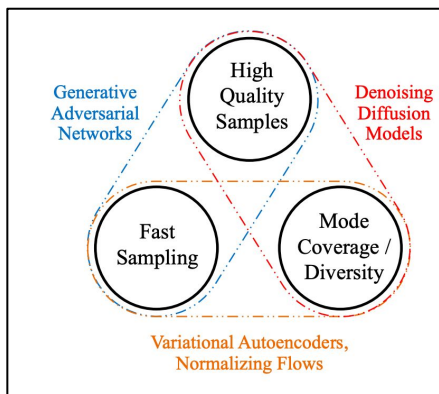 High
Quality
Samples
Generative
Adversarial
Networks
Denoising
Diffusion
Models
Fast
Sampling
Mode
Coverage /
Diversity
Variational Autoencoders,
Normalizing Flows